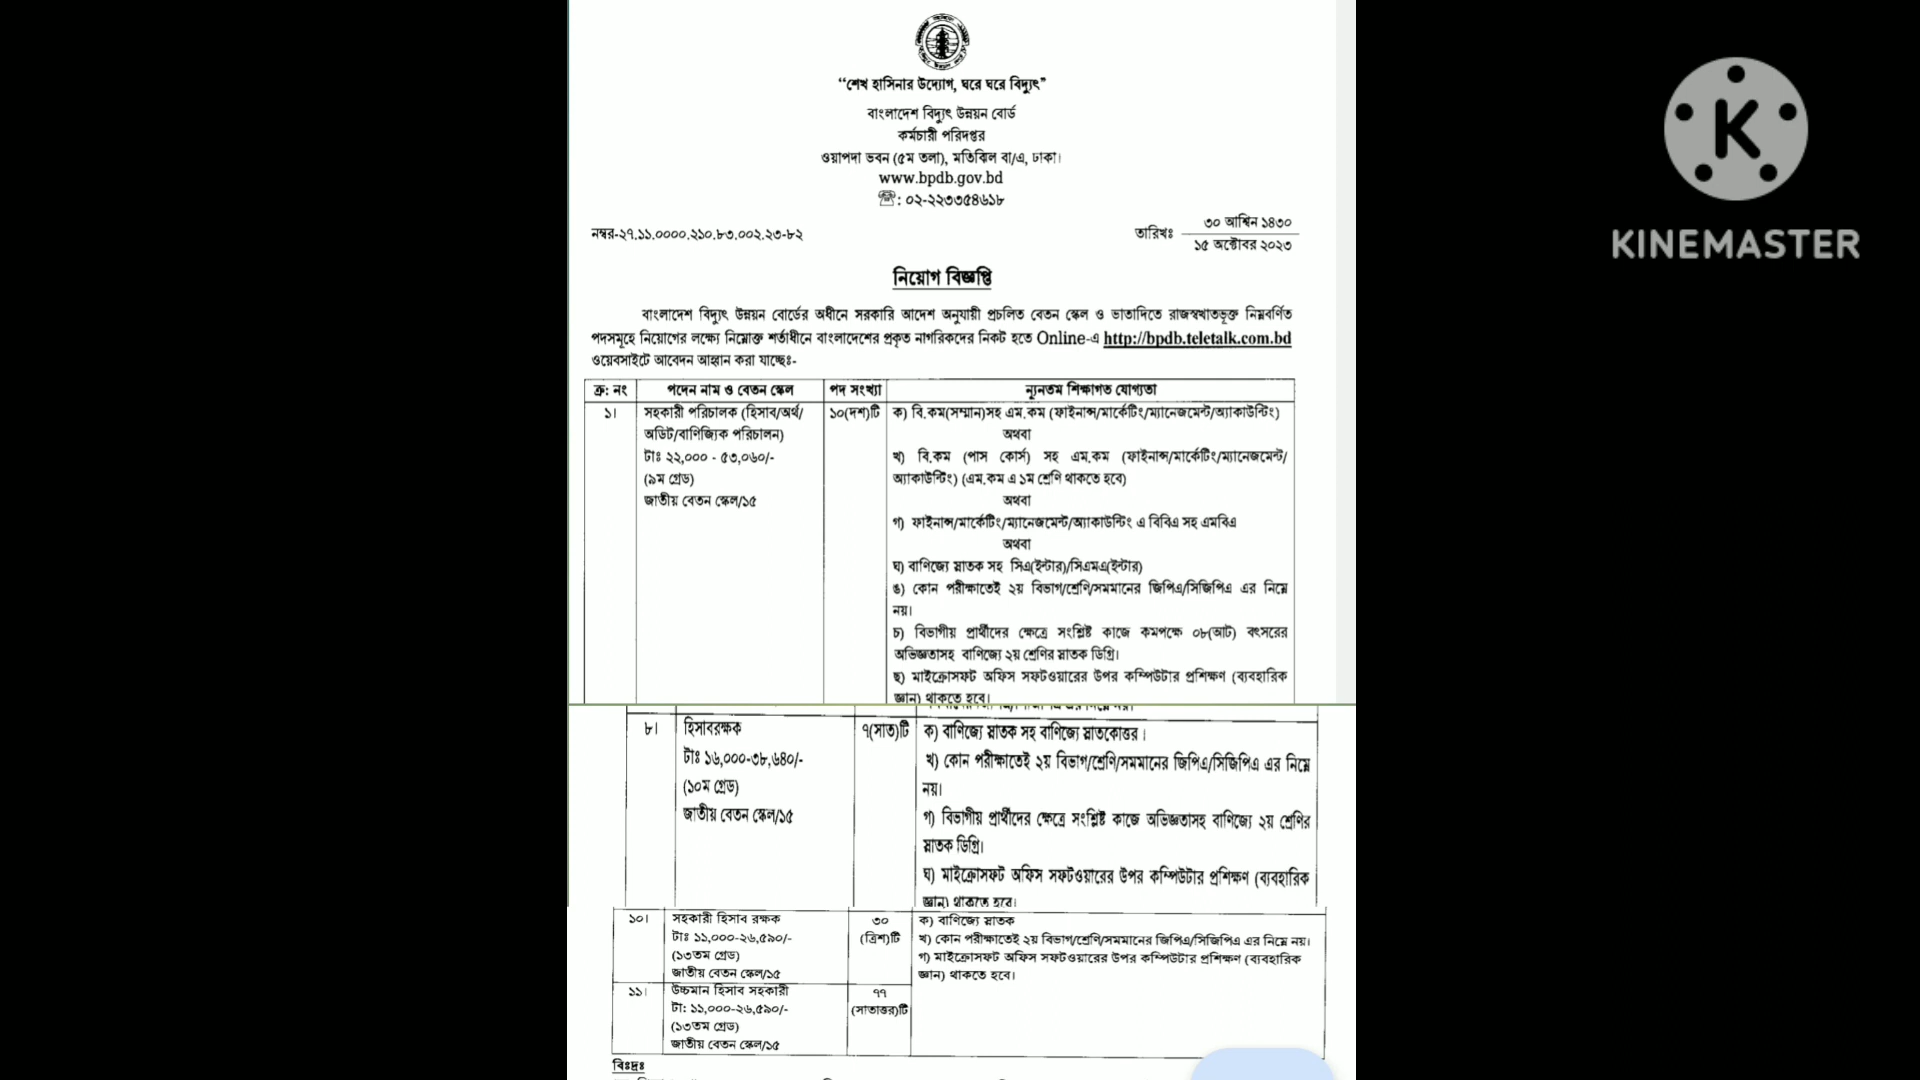 "শেখ হাসিনার উদ্যোগ, ঘরে ঘরে বিদ্যুৎ"
বাংলাদেশ বিদ্যুৎ উন্নয়ন বোর্ড
কর্মচারী পরিদপ্তর
ওয়াপদা ভবন (৫ম তলা), মতিঝিল বা/এ, ঢাকা।
www.bpdb.gov.bd
☎: ০২-২২৩৩৫৪৬১৮
নম্বর-২৭.১১.০০০০.২১০.৮৩.০০২.২৩-৮২
তারিখঃ ৩০ আশ্বিন ১৪৩০
১৫ অক্টোবর ২০২৩
নিয়োগ বিজ্ঞপ্তি
বাংলাদেশ বিদ্যুৎ উন্নয়ন বোর্ডের অধীনে সরকারি আদেশ অনুযায়ী প্রচলিত বেতন স্কেল ও ভাতাদিতে রাজস্বখাতভূক্ত নিম্নবর্ণিত
পদসমূহে নিয়োগের লক্ষ্যে নিম্নোক্ত শর্তাধীনে বাংলাদেশের প্রকৃত নাগরিকদের নিকট হতে Online-এ http://bpdb.teletalk.com.bd
ওয়েবসাইটে আবেদন আহ্বান করা যাচ্ছেঃ-
ক্র: নং পদেন নাম ও বেতন স্কেল পদ সংখ্যা ন্যূনতম শিক্ষাগত যোগ্যতা
১। সহকারী পরিচালক (হিসাব/অর্থ/ ১০(দশ)টি ক) বি.কম(সম্মান)সহ এম.কম (ফাইনান্স/মার্কেটিং/ম্যানেজমেন্ট/অ্যাকাউন্টিং)
অডিট/বাণিজ্যিক পরিচালন) অথবা
টাঃ ২২,০০০ - ৫৩,০৬০/- খ) বি.কম (পাস কোর্স) সহ এম.কম (ফাইনান্স/মার্কেটিং/ম্যানেজমেন্ট/
(৯ম গ্রেড) অ্যাকাউন্টিং) (এম.কম এ ১ম শ্রেণি থাকতে হবে)
জাতীয় বেতন স্কেল/১৫ অথবা
গ) ফাইনান্স/মার্কেটিং/ম্যানেজমেন্ট/অ্যাকাউন্টিং এ বিবিএ সহ এমবিএ
অথবা
ঘ) বাণিজ্যে স্নাতক সহ সিএ(ইন্টার)/সিএমএ(ইন্টার)
ঙ) কোন পরীক্ষাতেই ২য় বিভাগ/শ্রেণি/সমমানের জিপিএ/সিজিপিএ এর নিম্নে
নয়।
চ) বিভাগীয় প্রার্থীদের ক্ষেত্রে সংশ্লিষ্ট কাজে কমপক্ষে ০৮(আট) বৎসরের
অভিজ্ঞতাসহ বাণিজ্যে ২য় শ্রেণির স্নাতক ডিগ্রি।
ছ) মাইক্রোসফট অফিস সফটওয়ারের উপর কম্পিউটার প্রশিক্ষণ (ব্যবহারিক
জ্ঞান) থাকতে হবে।
৮। হিসাবরক্ষক ৭(সাত)টি ক) বাণিজ্যে স্নাতক সহ বাণিজ্যে স্নাতকোত্তর।
টাঃ ১৬,০০০-৩৮,৬৪০/- খ) কোন পরীক্ষাতেই ২য় বিভাগ/শ্রেণি/সমমানের জিপিএ/সিজিপিএ এর নিম্নে
(১০ম গ্রেড) নয়।
জাতীয় বেতন স্কেল/১৫ গ) বিভাগীয় প্রার্থীদের ক্ষেত্রে সংশ্লিষ্ট কাজে অভিজ্ঞতাসহ বাণিজ্যে ২য় শ্রেণির
স্নাতক ডিগ্রি।
ঘ) মাইক্রোসফট অফিস সফটওয়ারের উপর কম্পিউটার প্রশিক্ষণ (ব্যবহারিক
জ্ঞান) থাকতে হবে।
১০। সহকারী হিসাব রক্ষক ৩০ ক) বাণিজ্যে স্নাতক
টাঃ ১১,০০০-২৬,৫৯০/- (ত্রিশ)টি খ) কোন পরীক্ষাতেই ২য় বিভাগ/শ্রেণি/সমমানের জিপিএ/সিজিপিএ এর নিম্নে নয়।
(১৩তম গ্রেড) গ) মাইক্রোসফট অফিস সফটওয়ারের উপর কম্পিউটার প্রশিক্ষণ (ব্যবহারিক
জাতীয় বেতন স্কেল/১৫ জ্ঞান) থাকতে হবে।
১১। উচ্চমান হিসাব সহকারী ৭৭
টা: ১১,০০০-২৬,৫৯০/- (সাতাত্তর)টি
(১৩তম গ্রেড)
জাতীয় বেতন স্কেল/১৫
বিঃদ্রঃ
K
KINEMASTER